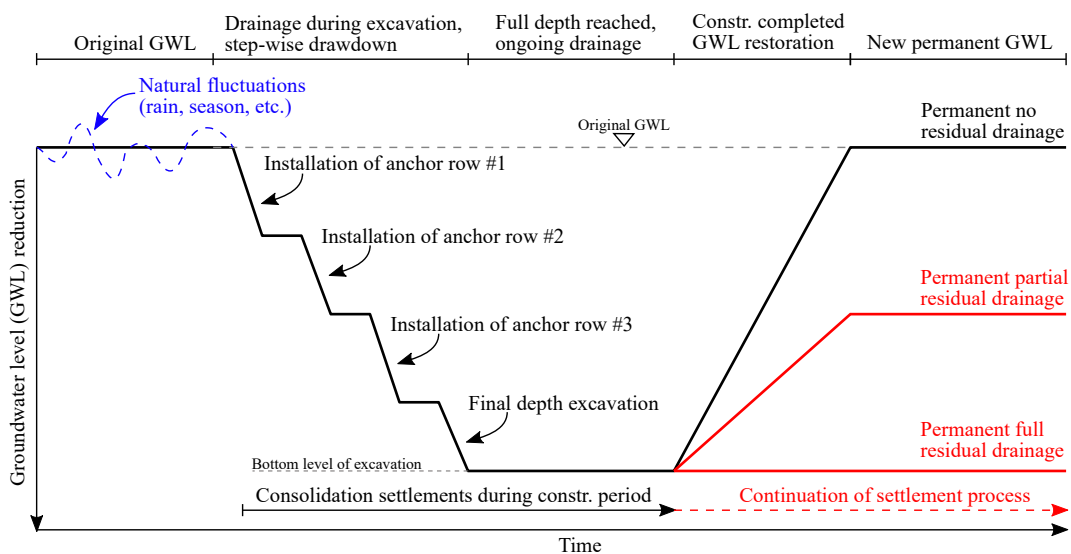 Original GWL
Drainage during excavation,
step-wise drawdown
Full depth reached,
ongoing drainage
Constr. completed
GWL restoration
New permanent GWL
Natural fluctuations
(rain, season, etc.)
Original GWL
Permanent no
residual drainage
Installation of anchor row #1
Installation of anchor row #2
Installation of anchor row #3
Final depth excavation
Permanent partial
residual drainage
Permanent full
residual drainage
Bottom level of excavation
Consolidation settlements during constr. period
Continuation of settlement process
Groundwater level (GWL) reduction
Time